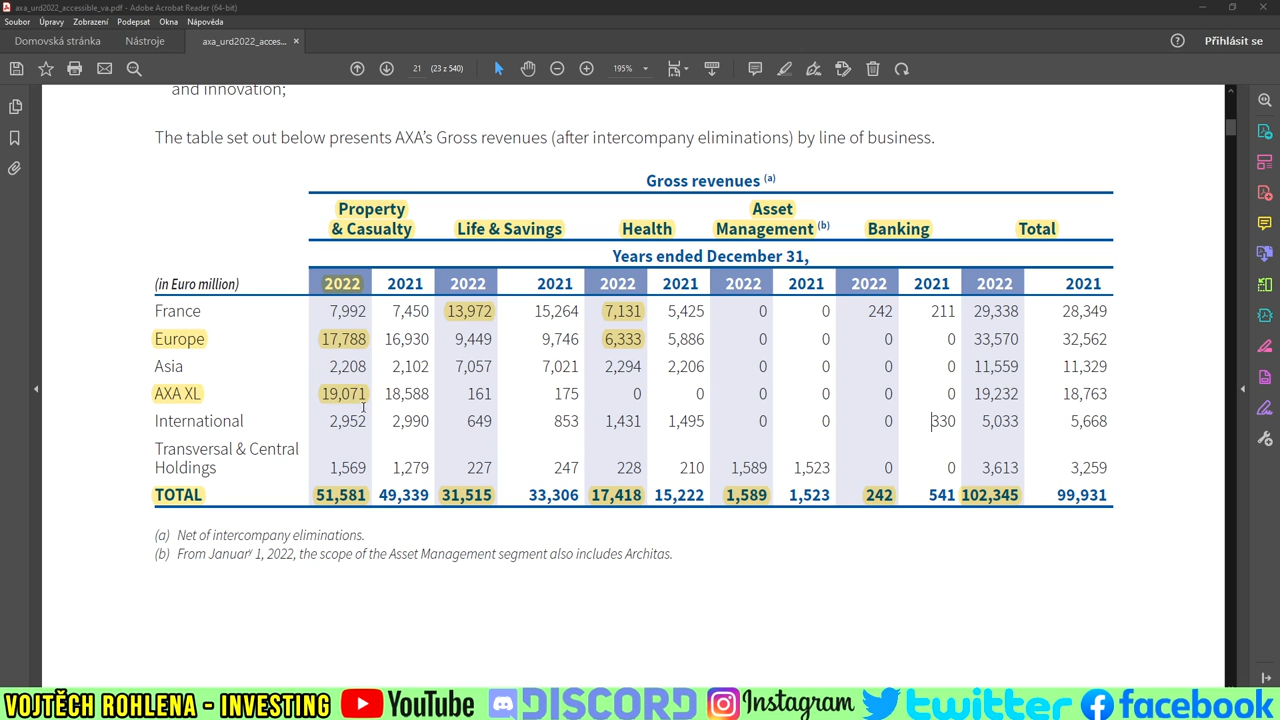 axa_urd2022_accessible_va.pdf - Adobe Acrobat Reader (64-bit)
Soubor Úpravy Zobrazení Podepsat Okna Nápověda
Domovská stránka Nástroje axa_urd2022_acces... × Přihlásit se
21 (23 z 540) 195%
and innovation;
The table set out below presents AXA's Gross revenues (after intercompany eliminations) by line of business.
Gross revenues (a)
Property & Casualty Life & Savings Health Asset Management (b) Banking Total
Years ended December 31,
(in Euro million) 2022 2021 2022 2021 2022 2021 2022 2021 2022 2021 2022 2021
France 7,992 7,450 13,972 15,264 7,131 5,425 0 0 242 211 29,338 28,349
Europe 17,788 16,930 9,449 9,746 6,333 5,886 0 0 0 0 33,570 32,562
Asia 2,208 2,102 7,057 7,021 2,294 2,206 0 0 0 0 11,559 11,329
AXA XL 19,071 18,588 161 175 0 0 0 0 0 0 19,232 18,763
International 2,952 2,990 649 853 1,431 1,495 0 0 0 330 5,033 5,668
Transversal & Central
Holdings 1,569 1,279 227 247 228 210 1,589 1,523 0 0 3,613 3,259
TOTAL 51,581 49,339 31,515 33,306 17,418 15,222 1,589 1,523 242 541 102,345 99,931
(a) Net of intercompany eliminations.
(b) From January 1, 2022, the scope of the Asset Management segment also includes Architas.
VOJTĚCH ROHLENA - INVESTING YouTube DISCORD Instagram twitter facebook